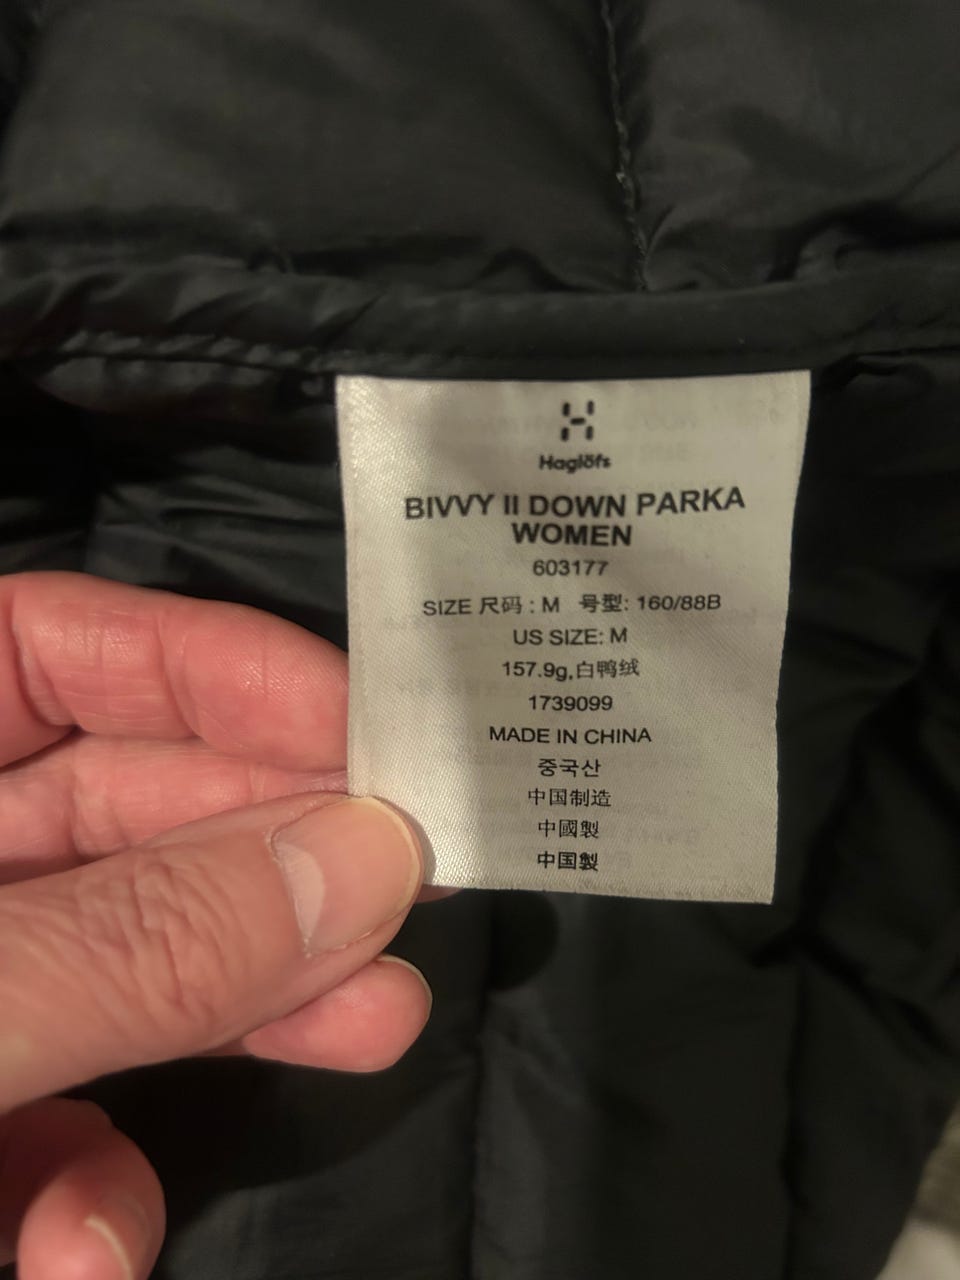 Haglöfs
BIVVY II DOWN PARKA
WOMEN
603177
SIZE 尺码 : M 号型: 160/88B
US SIZE: M
157.9g,白鸭绒
1739099
MADE IN CHINA
중국산
中国制造
中國製
中国製